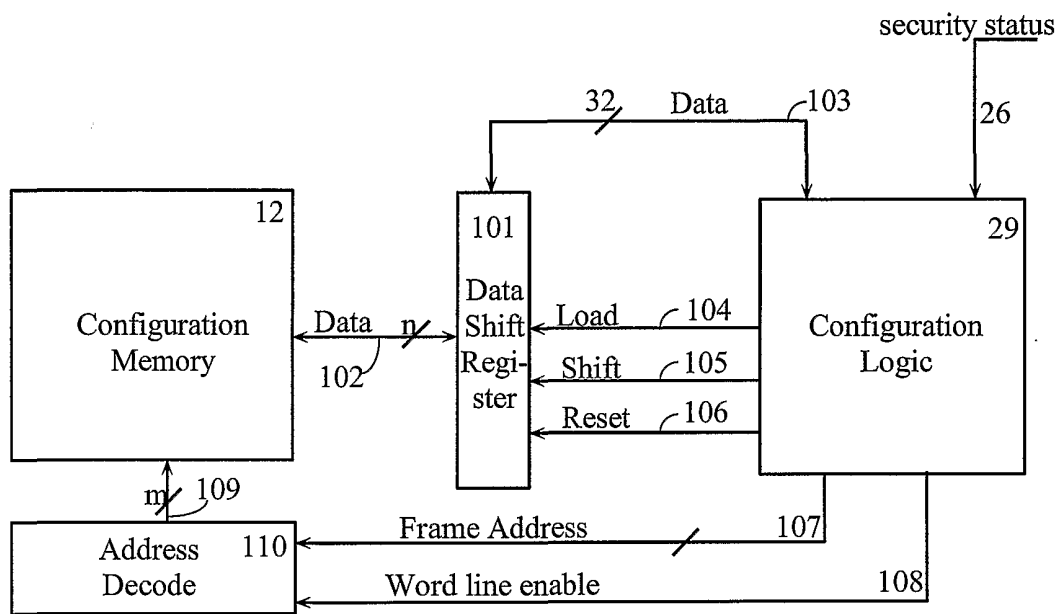 security status
26
32 Data 103
12
Configuration
Memory
Data n
102
101
Data
Shift
Regi-
ster
Load 104
Shift 105
Reset 106
29
Configuration
Logic
m 109
Address
Decode
110
Frame Address 107
Word line enable 108